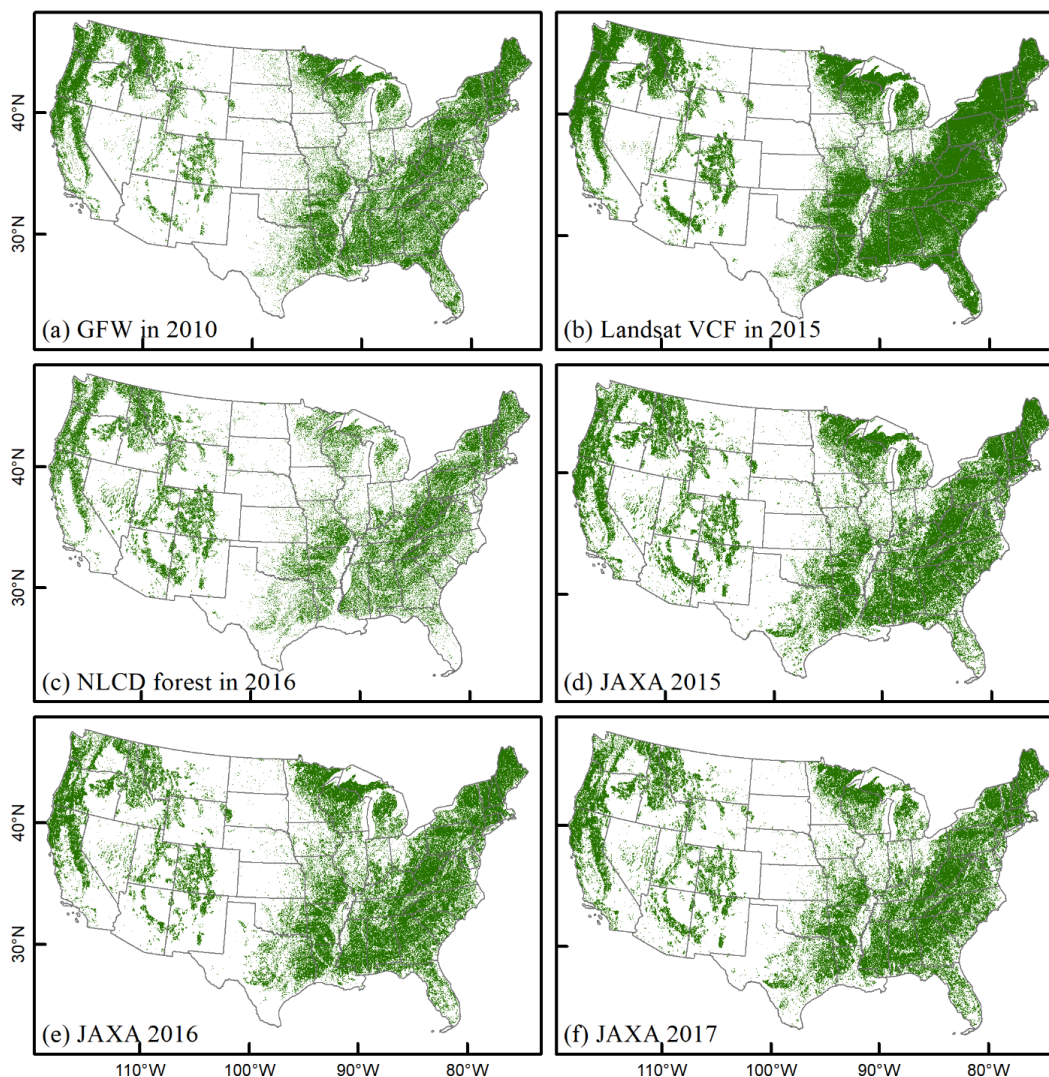 40°N
30°N
(a) GFW in 2010
(b) Landsat VCF in 2015
40°N
30°N
(c) NLCD forest in 2016
(d) JAXA 2015
40°N
30°N
(e) JAXA 2016
(f) JAXA 2017
110°W 100°W 90°W 80°W 110°W 100°W 90°W 80°W